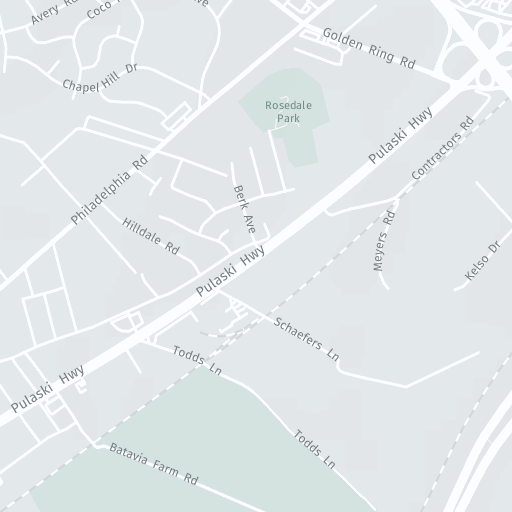 Avery Rd
Coco
Ave
Golden Ring Rd
Chapel Hill Dr
Rosedale
Park
Pulaski Hwy
Contractors Rd
Philadelphia Rd
Berk Ave
Hilldale Rd
Meyers Rd
Kelso Dr
Pulaski Hwy
Schaefers Ln
Todds Ln
Pulaski Hwy
Todds Ln
Batavia Farm Rd